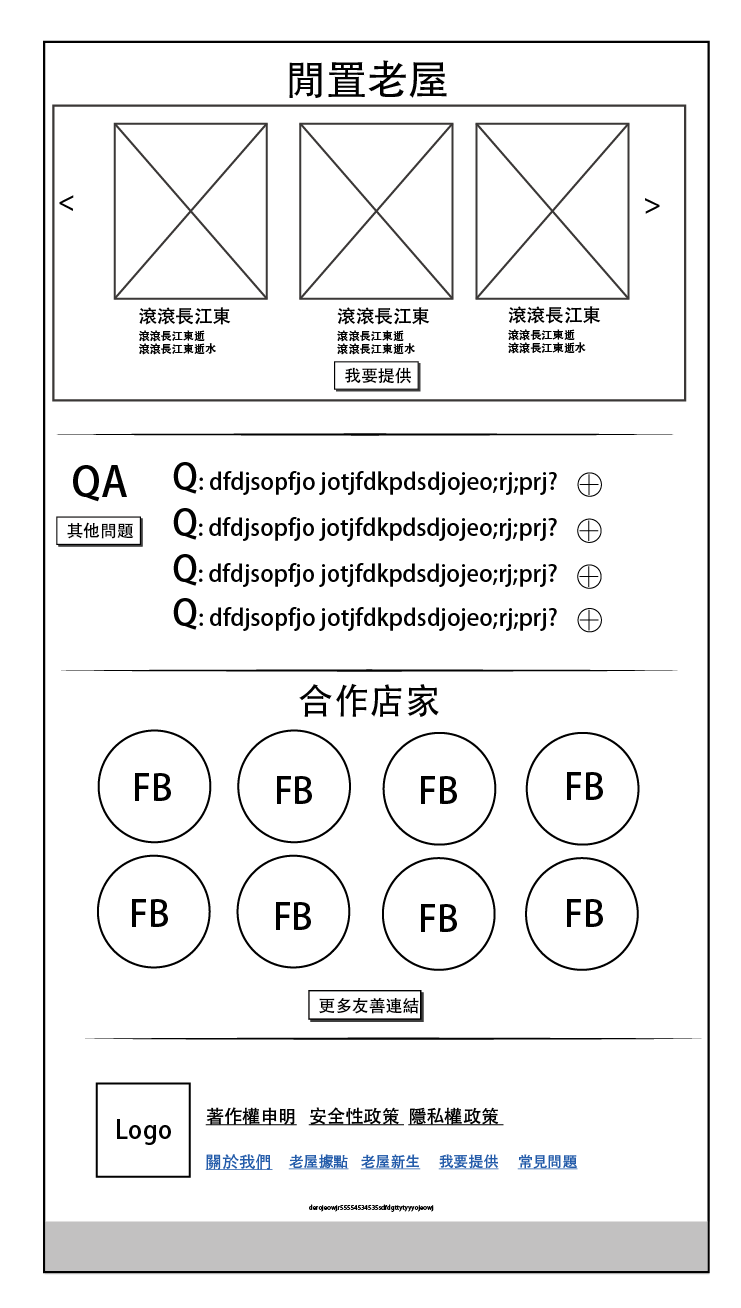 閒置老屋
<
>
滾滾長江東 滾滾長江東 滾滾長江東
滾滾長江東逝 滾滾長江東逝 滾滾長江東逝
滾滾長江東逝水 滾滾長江東逝水 滾滾長江東逝水
我要提供
QA
其他問題
Q: dfdjsopfjo jotjfdkpdsdjojeo;rj;prj?
Q: dfdjsopfjo jotjfdkpdsdjojeo;rj;prj?
Q: dfdjsopfjo jotjfdkpdsdjojeo;rj;prj?
Q: dfdjsopfjo jotjfdkpdsdjojeo;rj;prj?
合作店家
FB FB FB FB
FB FB FB FB
更多友善連結
Logo
著作權申明 安全性政策 隱私權政策
關於我們 老屋據點 老屋新生 我要提供 常見問題